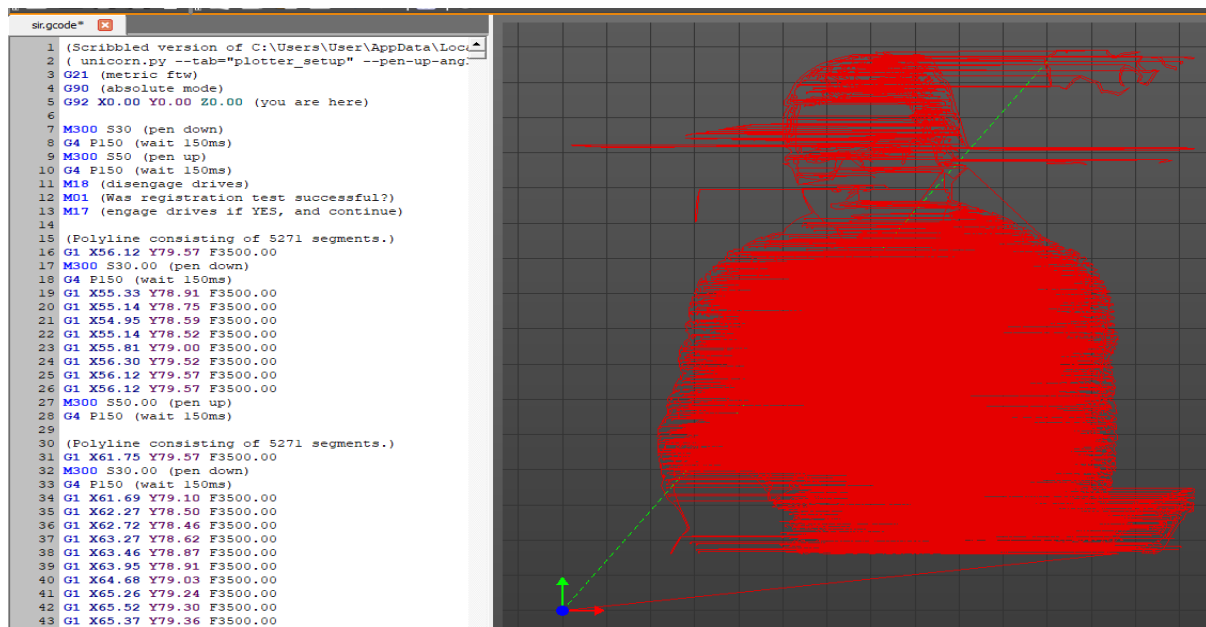 sir.gcode*
1 (Scribbled version of C:\Users\User\AppData\Loca
2 ( unicorn.py --tab="plotter_setup" --pen-up-ang
3 G21 (metric ftw)
4 G90 (absolute mode)
5 G92 X0.00 Y0.00 Z0.00 (you are here)
6
7 M300 S30 (pen down)
8 G4 P150 (wait 150ms)
9 M300 S50 (pen up)
10 G4 P150 (wait 150ms)
11 M18 (disengage drives)
12 M01 (Was registration test successful?)
13 M17 (engage drives if YES, and continue)
14
15 (Polyline consisting of 5271 segments.)
16 G1 X56.12 Y79.57 F3500.00
17 M300 S30.00 (pen down)
18 G4 P150 (wait 150ms)
19 G1 X55.33 Y78.91 F3500.00
20 G1 X55.14 Y78.75 F3500.00
21 G1 X54.95 Y78.59 F3500.00
22 G1 X55.14 Y78.52 F3500.00
23 G1 X55.81 Y79.00 F3500.00
24 G1 X56.30 Y79.52 F3500.00
25 G1 X56.12 Y79.57 F3500.00
26 G1 X56.12 Y79.57 F3500.00
27 M300 S50.00 (pen up)
28 G4 P150 (wait 150ms)
29
30 (Polyline consisting of 5271 segments.)
31 G1 X61.75 Y79.57 F3500.00
32 M300 S30.00 (pen down)
33 G4 P150 (wait 150ms)
34 G1 X61.69 Y79.10 F3500.00
35 G1 X62.27 Y78.50 F3500.00
36 G1 X62.72 Y78.46 F3500.00
37 G1 X63.27 Y78.62 F3500.00
38 G1 X63.46 Y78.87 F3500.00
39 G1 X63.95 Y78.91 F3500.00
40 G1 X64.68 Y79.03 F3500.00
41 G1 X65.26 Y79.24 F3500.00
42 G1 X65.52 Y79.30 F3500.00
43 G1 X65.37 Y79.36 F3500.00